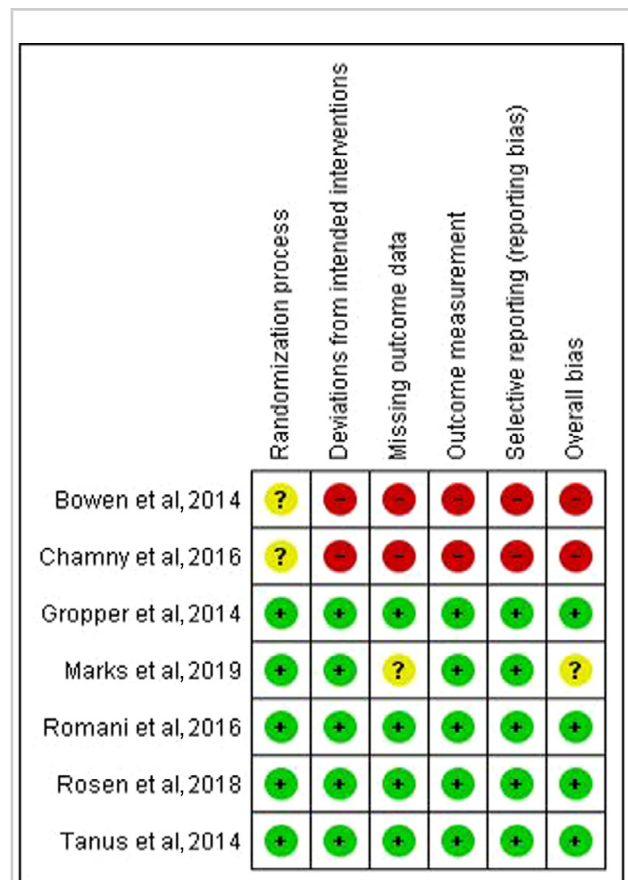 Randomization process
Deviations from intended interventions
Missing outcome data
Outcome measurement
Selective reporting (reporting bias)
Overall bias
Bowen et al, 2014 ? - - - - -
Chamny et al, 2016 ? - - - - -
Gropper et al, 2014 + + + + + +
Marks et al, 2019 + + ? + + ?
Romani et al, 2016 + + + + + +
Rosen et al, 2018 + + + + + +
Tanus et al, 2014 + + + + + +